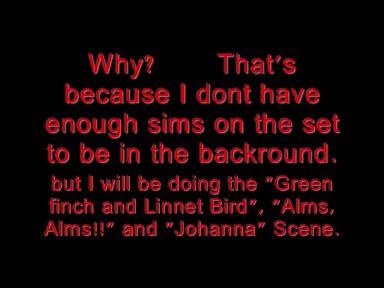 Why? That's
because I dont have
enough sims on the set
to be in the backround.
but I will be doing the "Green
finch and Linnet Bird", "Alms,
Alms!!" and "Johanna" Scene.